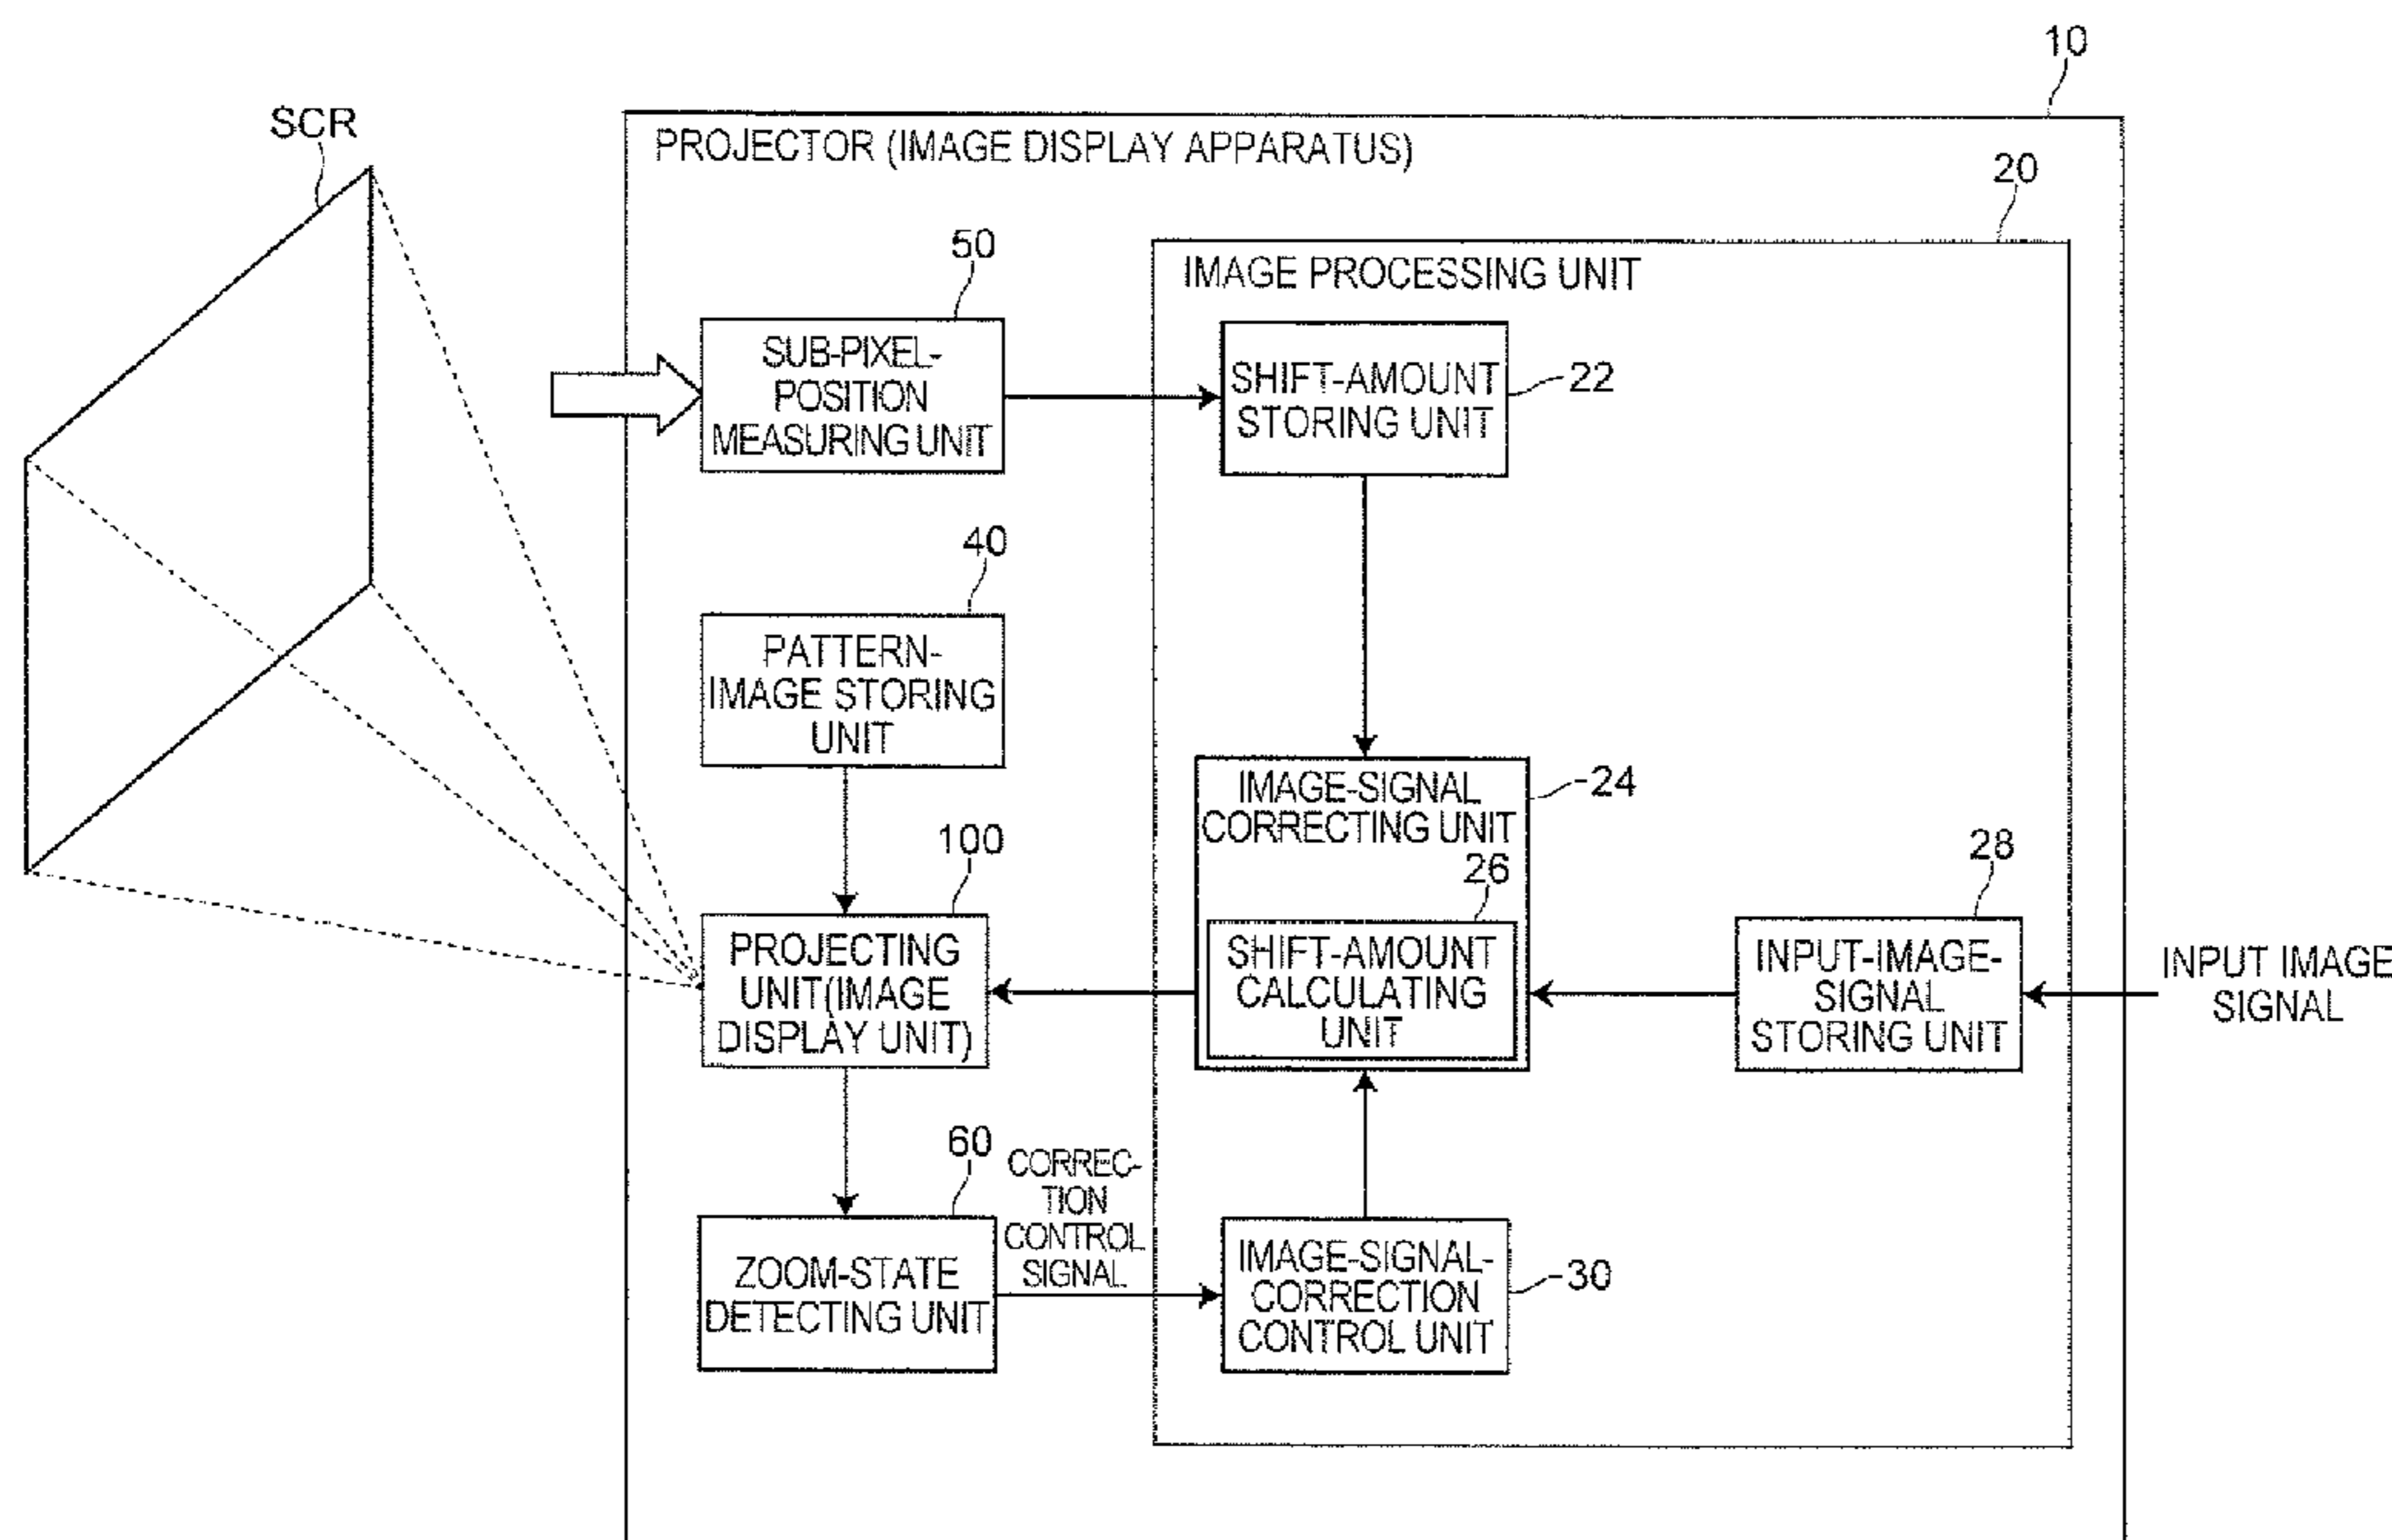 10
SCR
PROJECTOR (IMAGE DISPLAY APPARATUS)
20
50
IMAGE PROCESSING UNIT
SUB-PIXEL-
POSITION
MEASURING UNIT
SHIFT-AMOUNT
STORING UNIT
22
40
PATTERN-
IMAGE STORING
UNIT
IMAGE-SIGNAL
CORRECTING UNIT
24
100
26
28
PROJECTING
UNIT(IMAGE
DISPLAY UNIT)
SHIFT-AMOUNT
CALCULATING
UNIT
INPUT-IMAGE-
SIGNAL
STORING UNIT
INPUT IMAGE
SIGNAL
60
CORREC-
TION
CONTROL
SIGNAL
ZOOM-STATE
DETECTING UNIT
IMAGE-SIGNAL-
CORRECTION
CONTROL UNIT
30